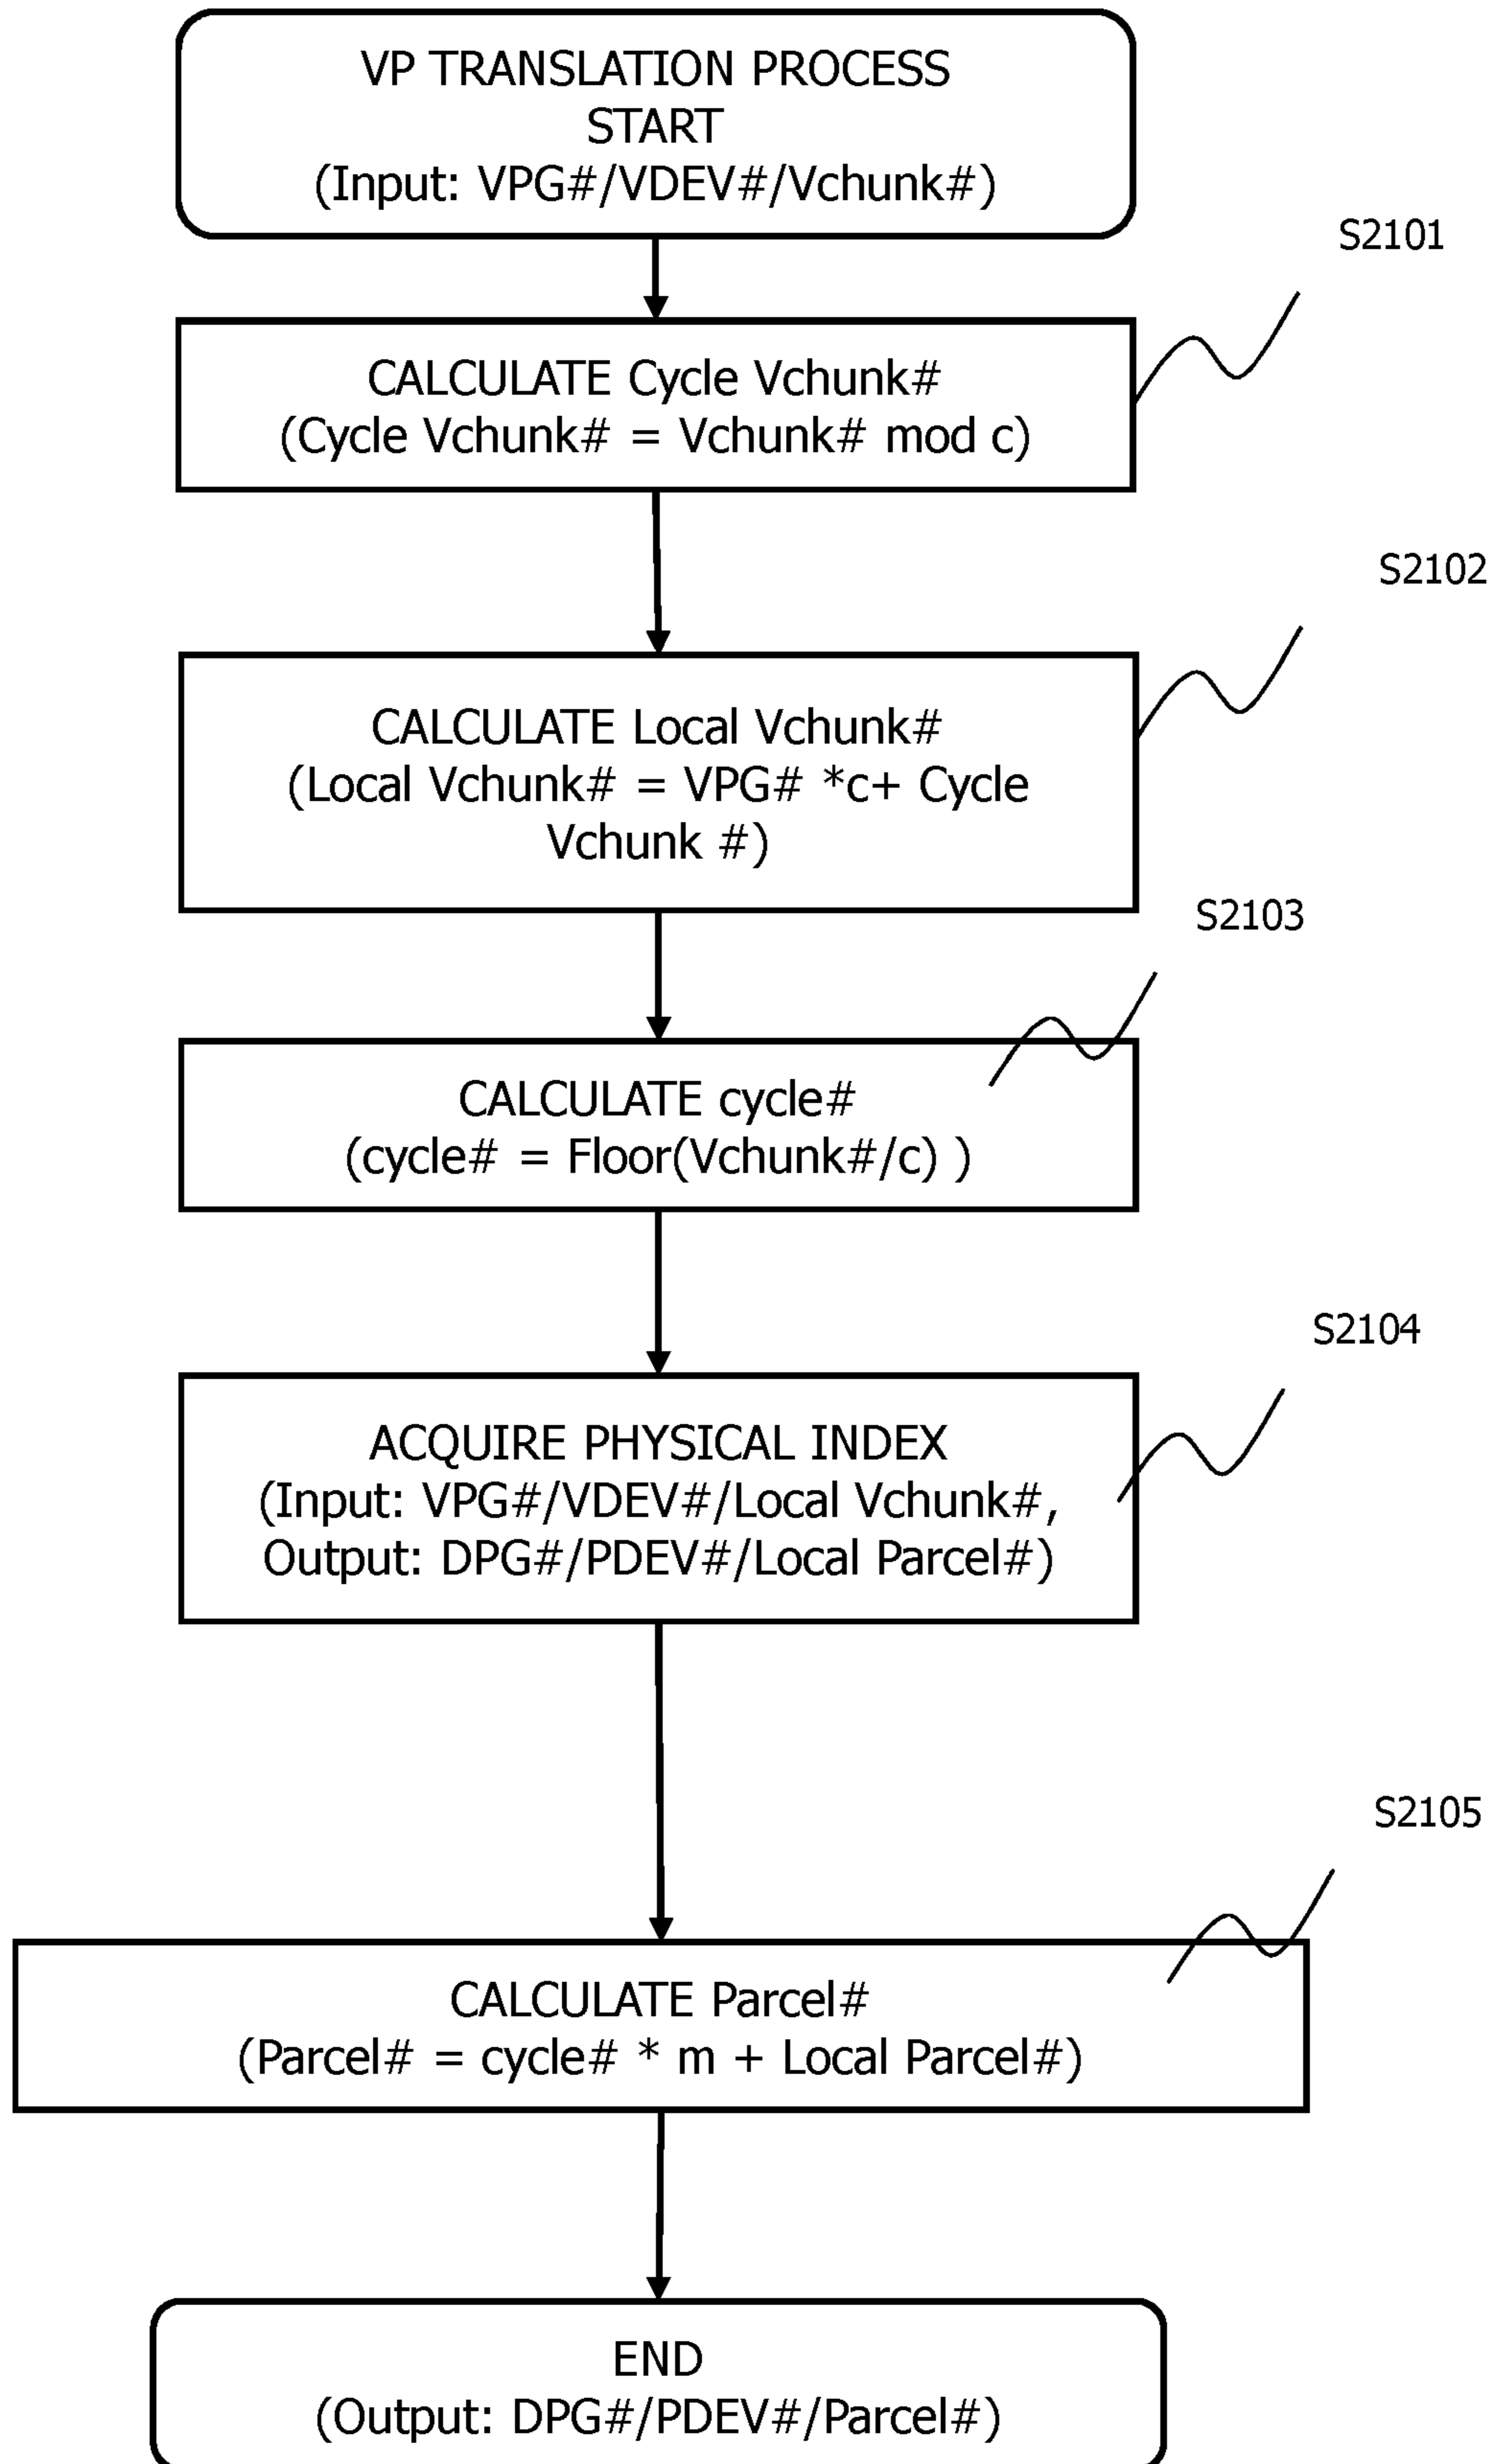 VP TRANSLATION PROCESS
START
(Input: VPG#/VDEV#/Vchunk#)
S2101
CALCULATE Cycle Vchunk#
(Cycle Vchunk# = Vchunk# mod c)
S2102
CALCULATE Local Vchunk#
(Local Vchunk# = VPG# *c+ Cycle
Vchunk #)
S2103
CALCULATE cycle#
(cycle# = Floor(Vchunk#/c) )
S2104
ACQUIRE PHYSICAL INDEX
(Input: VPG#/VDEV#/Local Vchunk#,
Output: DPG#/PDEV#/Local Parcel#)
S2105
CALCULATE Parcel#
(Parcel# = cycle# * m + Local Parcel#)
END
(Output: DPG#/PDEV#/Parcel#)